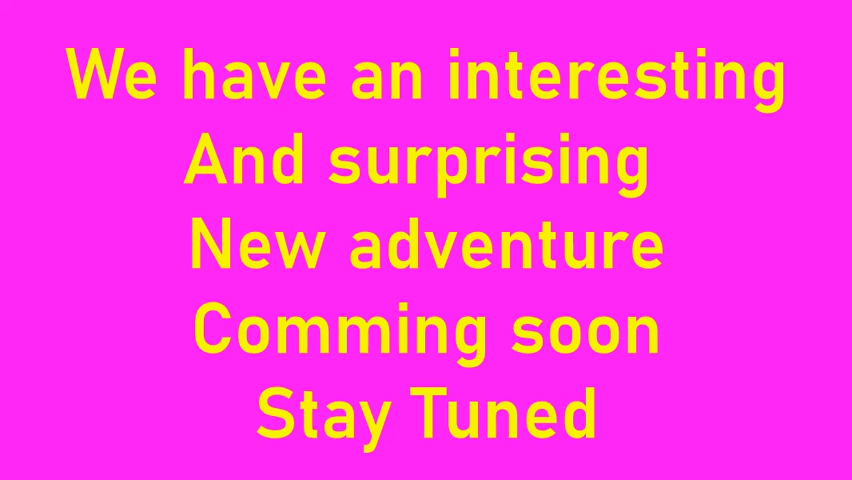 We have an interesting
And surprising
New adventure
Comming soon
Stay Tuned